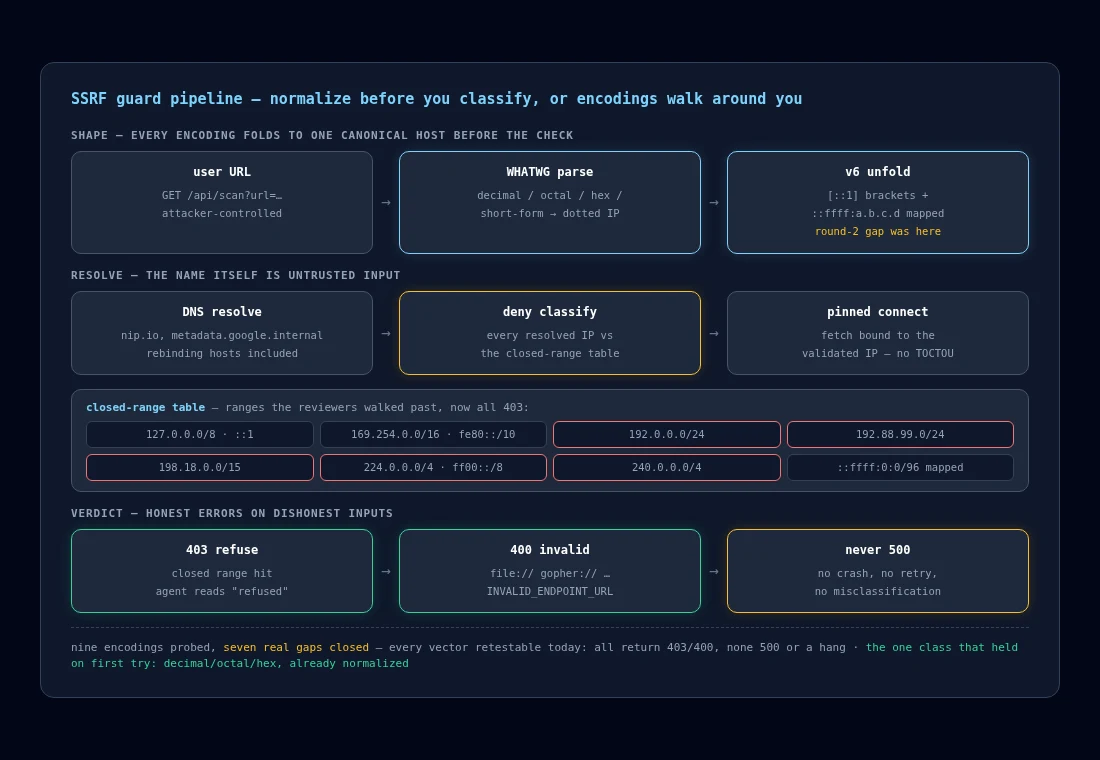 SSRF guard pipeline — normalize before you classify, or encodings walk around you
SHAPE — EVERY ENCODING FOLDS TO ONE CANONICAL HOST BEFORE THE CHECK
user URL
GET /api/scan?url=…
attacker-controlled
→
WHATWG parse
decimal / octal / hex /
short-form → dotted IP
→
v6 unfold
[::1] brackets +
::ffff:a.b.c.d mapped
round-2 gap was here
RESOLVE — THE NAME ITSELF IS UNTRUSTED INPUT
DNS resolve
nip.io, metadata.google.internal
rebinding hosts included
→
deny classify
every resolved IP vs
the closed-range table
→
pinned connect
fetch bound to the
validated IP — no TOCTOU
closed-range table — ranges the reviewers walked past, now all 403:
127.0.0.0/8 · ::1
169.254.0.0/16 · fe80::/10
192.0.0.0/24
192.88.99.0/24
198.18.0.0/15
224.0.0.0/4 · ff00::/8
240.0.0.0/4
::ffff:0:0/96 mapped
VERDICT — HONEST ERRORS ON DISHONEST INPUTS
403 refuse
closed range hit
agent reads "refused"
→
400 invalid
file:// gopher:// …
INVALID_ENDPOINT_URL
→
never 500
no crash, no retry,
no misclassification
nine encodings probed, seven real gaps closed — every vector retestable today: all return 403/400, none 500 or a hang · the one class that held
on first try: decimal/octal/hex, already normalized